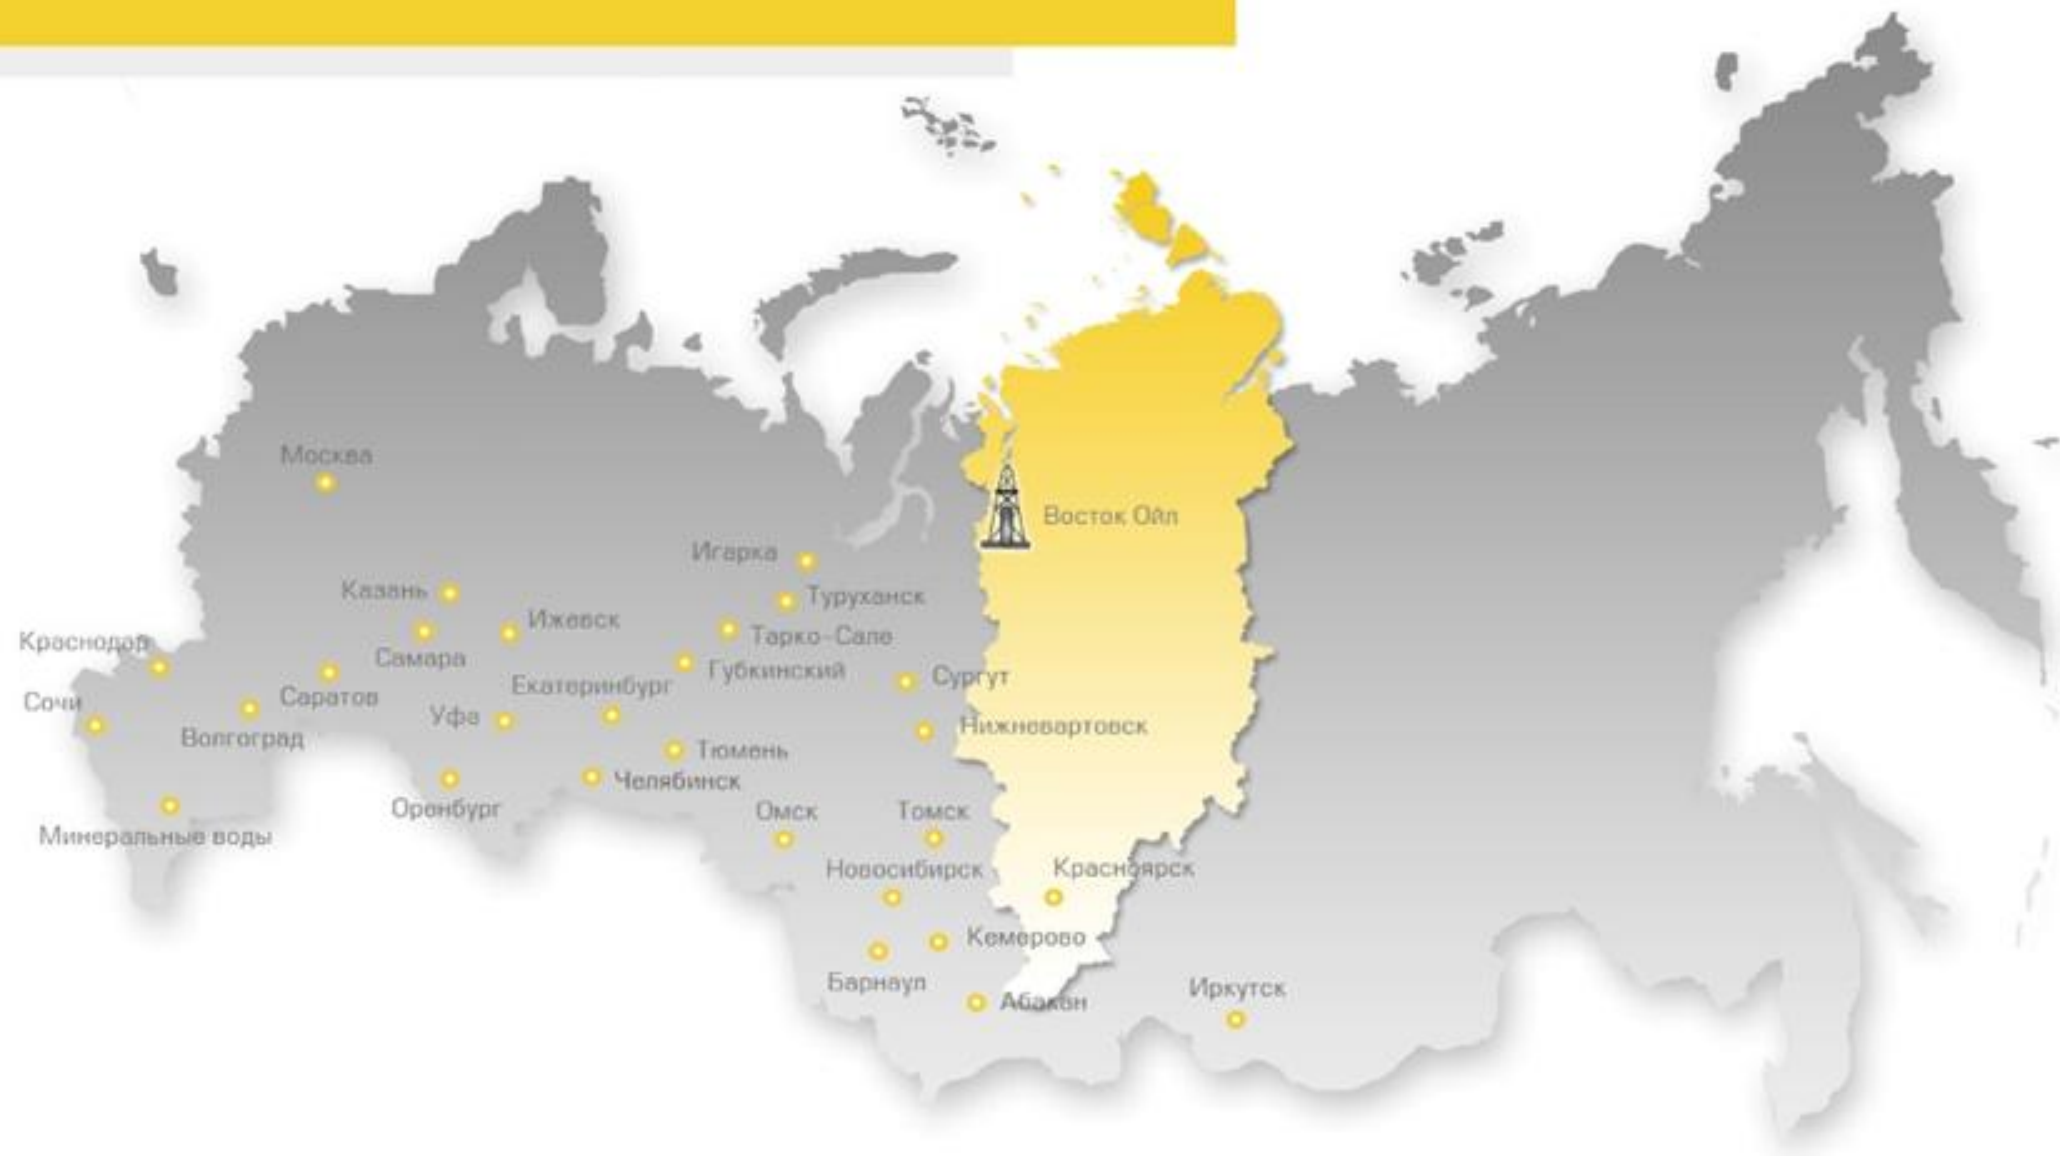 Москва
Восток Ойл
Игарка
Казань
Туруханск
Ижевск
Краснодар
Тарко-Сале
Самара
Губкинский
Сургут
Екатеринбург
Саратов
Сочи
Уфа
Нижневартовск
Волгоград
Тюмень
Челябинск
Оренбург
Омск
Томск
Минеральные воды
Новосибирск
Красноярск
Кемерово
Барнаул
Иркутск
Абакан